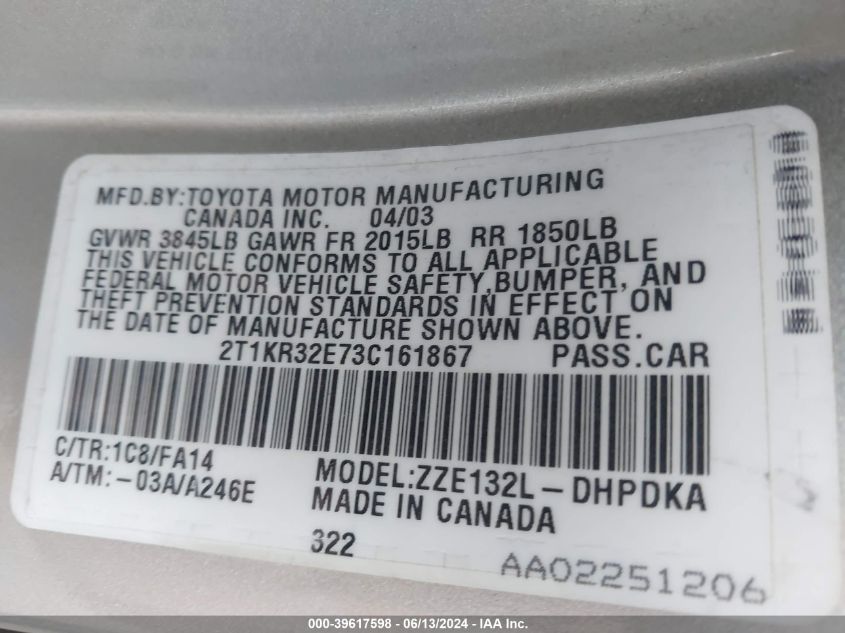 MFD.BY:TOYOTA MOTOR MANUFACTURING
CANADA INC. 04/03
GVWR 3845LB GAWR FR 2015LB RR 1850LB
THIS VEHICLE CONFORMS TO ALL APPLICABLE
FEDERAL MOTOR VEHICLE SAFETY,BUMPER, AND
THEFT PREVENTION STANDARDS IN EFFECT ON
THE DATE OF MANUFACTURE SHOWN ABOVE.
2T1KR32E73C161867 PASS.CAR
C/TR:1C8/FA14
A/TM:-03A/A246E
MODEL:ZZE132L-DHPDKA
MADE IN CANADA
322
AA02251206
000-39617598 - 06/13/2024 - IAA Inc.